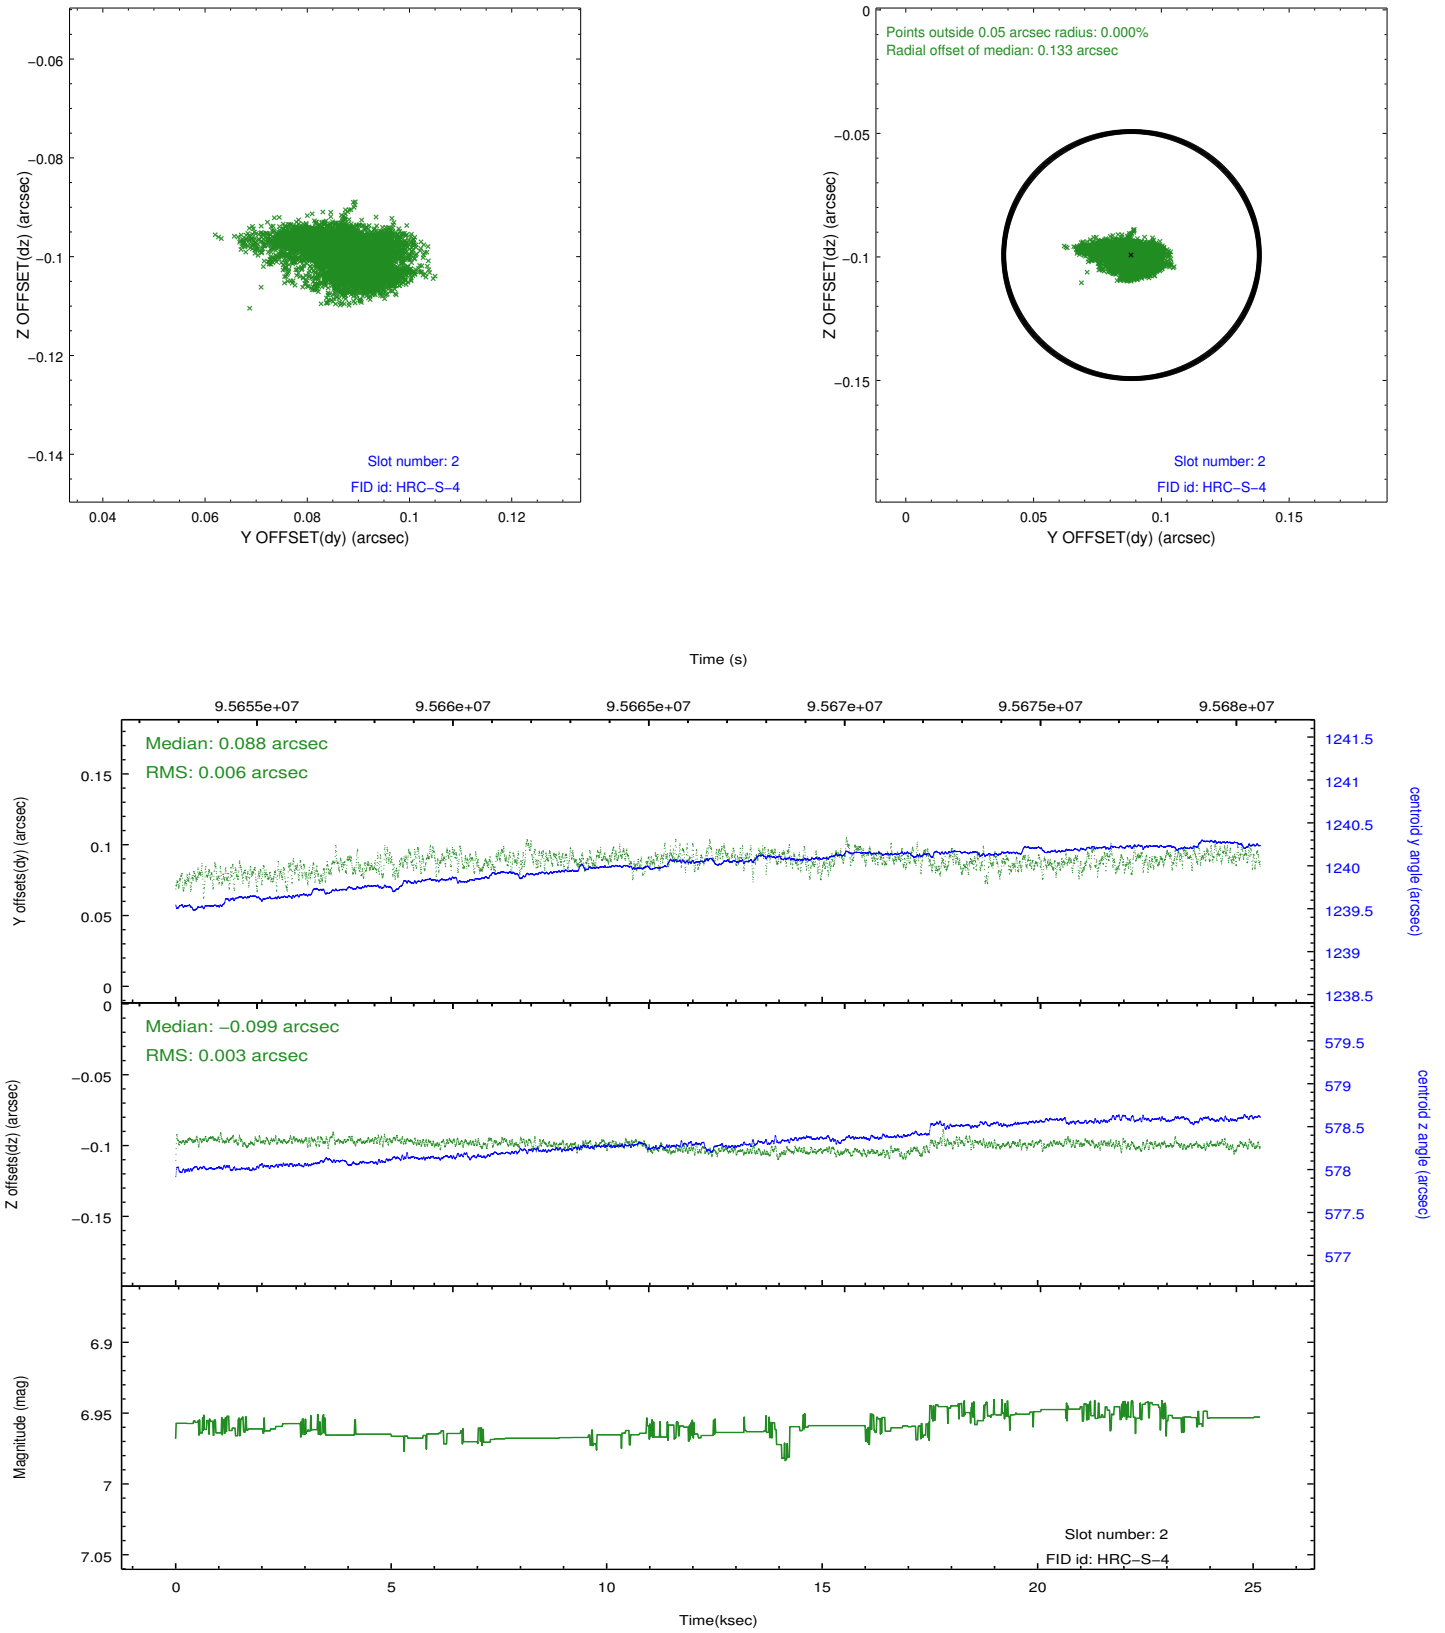 −0.06
−0.08
−0.1
−0.12
−0.14
Z OFFSET(dz) (arcsec)
Slot number: 2
FID id: HRC−S−4
0.04 0.06 0.08 0.1 0.12
Y OFFSET(dy) (arcsec)
Points outside 0.05 arcsec radius: 0.000%
Radial offset of median: 0.133 arcsec
0
−0.05
−0.1
−0.15
Z OFFSET(dz) (arcsec)
Slot number: 2
FID id: HRC−S−4
0 0.05 0.1 0.15
Y OFFSET(dy) (arcsec)
Time (s)
9.5655e+07 9.566e+07 9.5665e+07 9.567e+07 9.5675e+07 9.568e+07
Median: 0.088 arcsec
RMS: 0.006 arcsec
0.15
0.1
0.05
0
Y offsets(dy) (arcsec)
1241.5
1241
1240.5
1240
1239.5
1239
1238.5
centroid y angle (arcsec)
Median: −0.099 arcsec
RMS: 0.003 arcsec
0
−0.05
−0.1
−0.15
Z offsets(dz) (arcsec)
579.5
579
578.5
578
577.5
577
centroid z angle (arcsec)
6.9
6.95
7
7.05
Magnitude (mag)
Slot number: 2
FID id: HRC−S−4
0 5 10 15 20 25
Time(ksec)